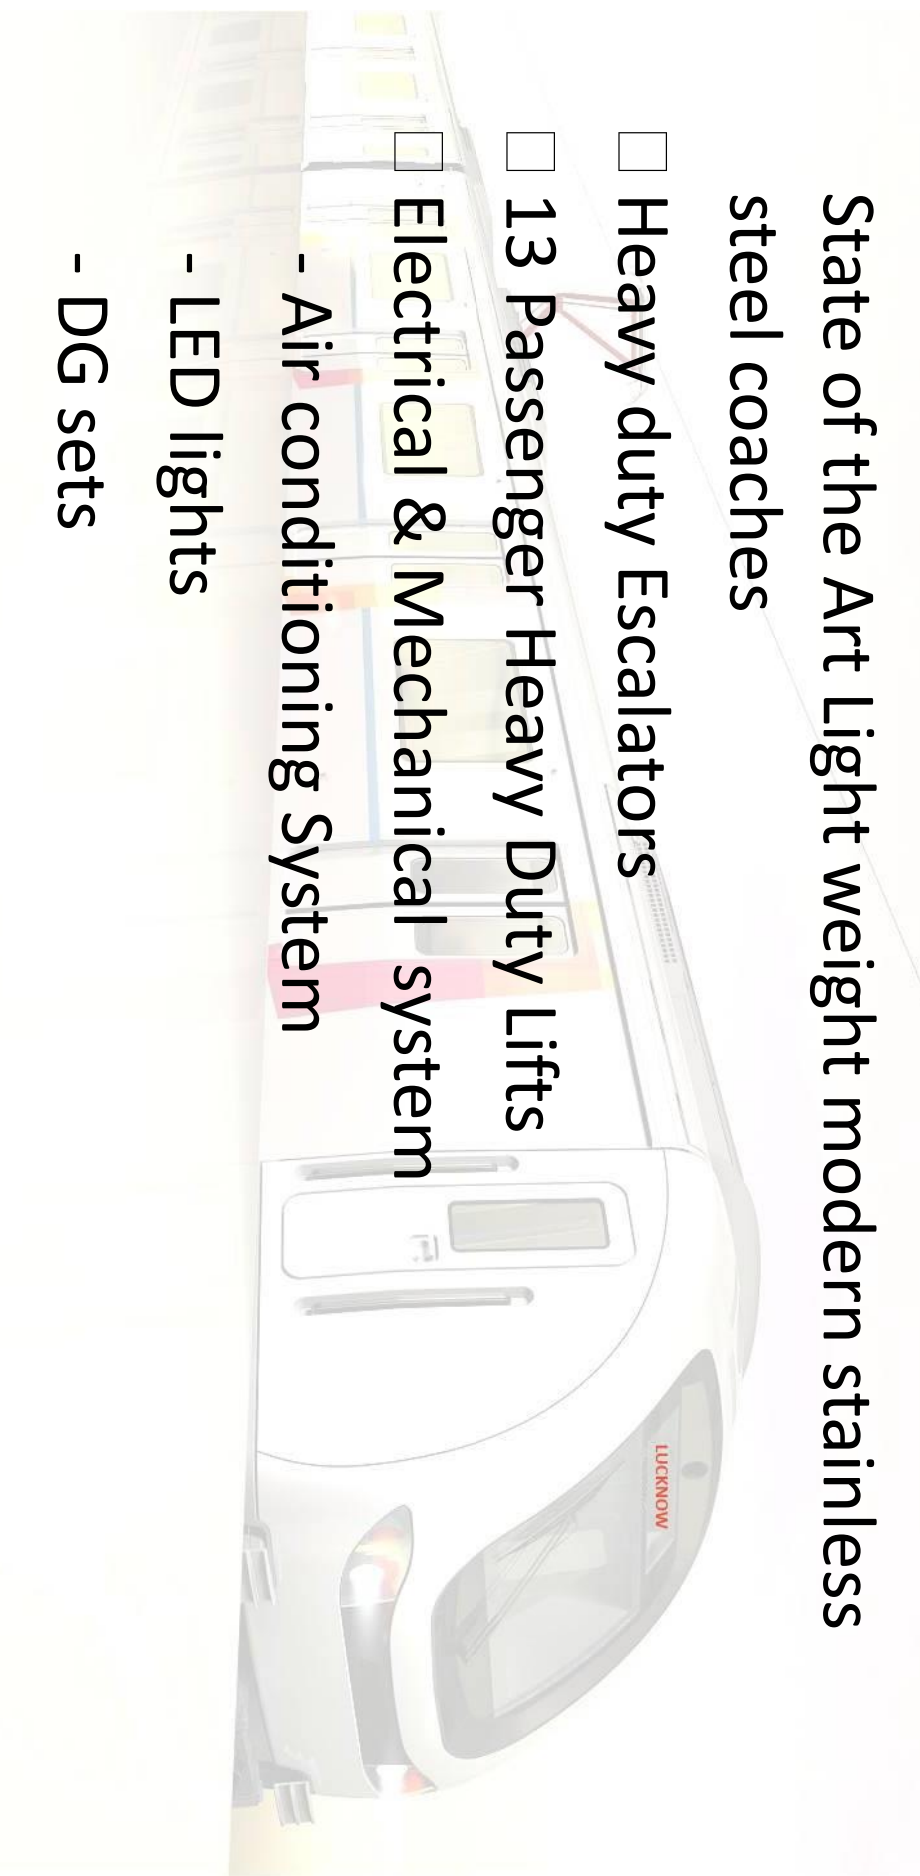 State of the Art Light weight modern stainless
steel coaches
□ Heavy duty Escalators
□ 13 Passenger Heavy Duty Lifts
□ Electrical & Mechanical system
- Air conditioning System
- LED lights
- DG sets
LUCKNOW